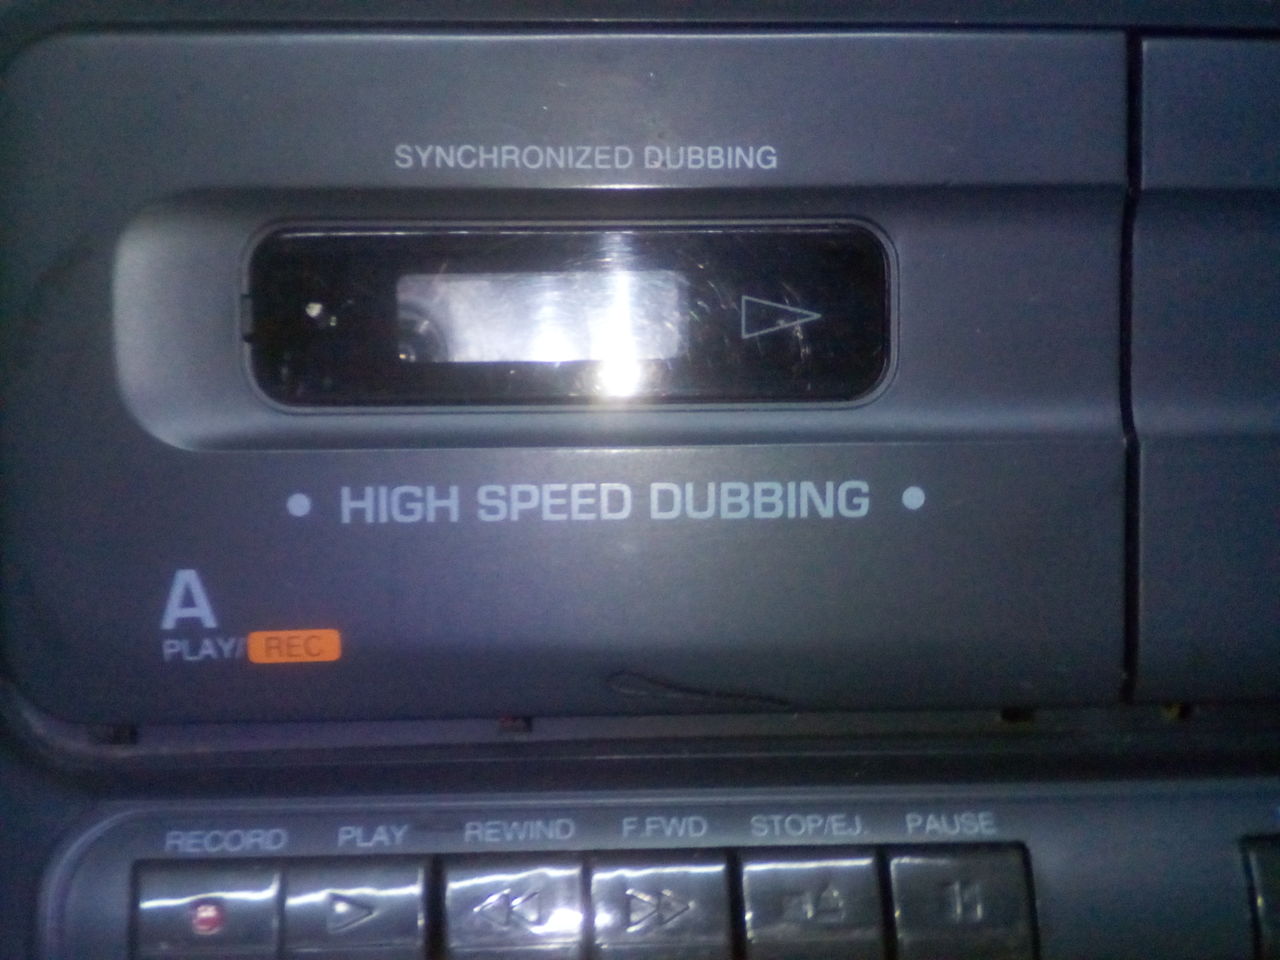 SYNCHRONIZED DUBBING
• HIGH SPEED DUBBING •
A
PLAY/REC
RECORD PLAY REWIND F.FWD STOP/EJ. PAUSE